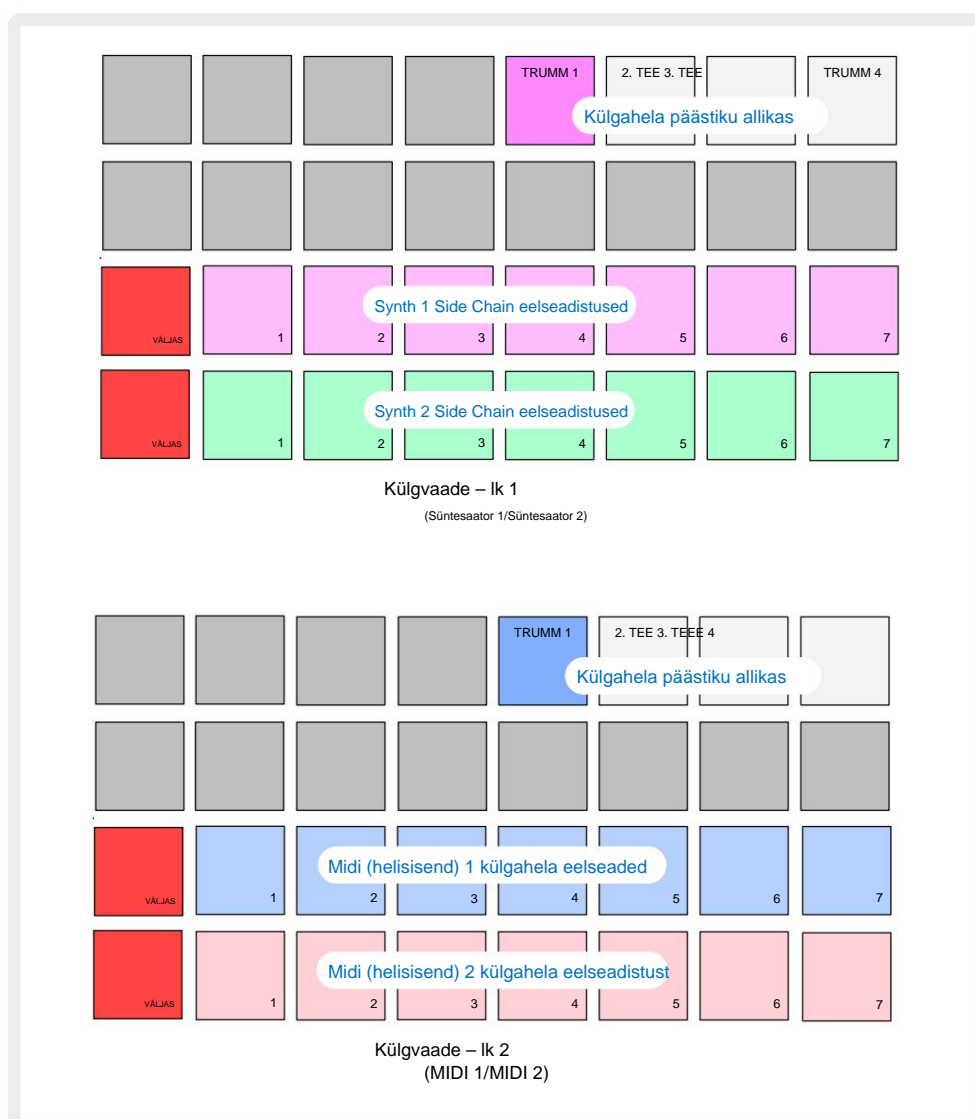 TRUMM 1 2. TEE 3. TEE TRUMM 4
Külgahela päästiku allikas
Synth 1 Side Chain eelseadistused
VÄLJAS 1 2 3 4 5 6 7
Synth 2 Side Chain eelseadistused
VÄLJAS 1 2 3 4 5 6 7
Külgvaade – lk 1
(Süntesaator 1/Süntesaator 2)
TRUMM 1 2. TEE 3. TEEE 4
Külgahela päästiku allikas
Midi (helisisend) 1 külgahela eelseaded
VÄLJAS 1 2 3 4 5 6 7
Midi (helisisend) 2 külgahela eelseadistust
VÄLJAS 1 2 3 4 5 6 7
Külgvaade – lk 2
(MIDI 1/MIDI 2)